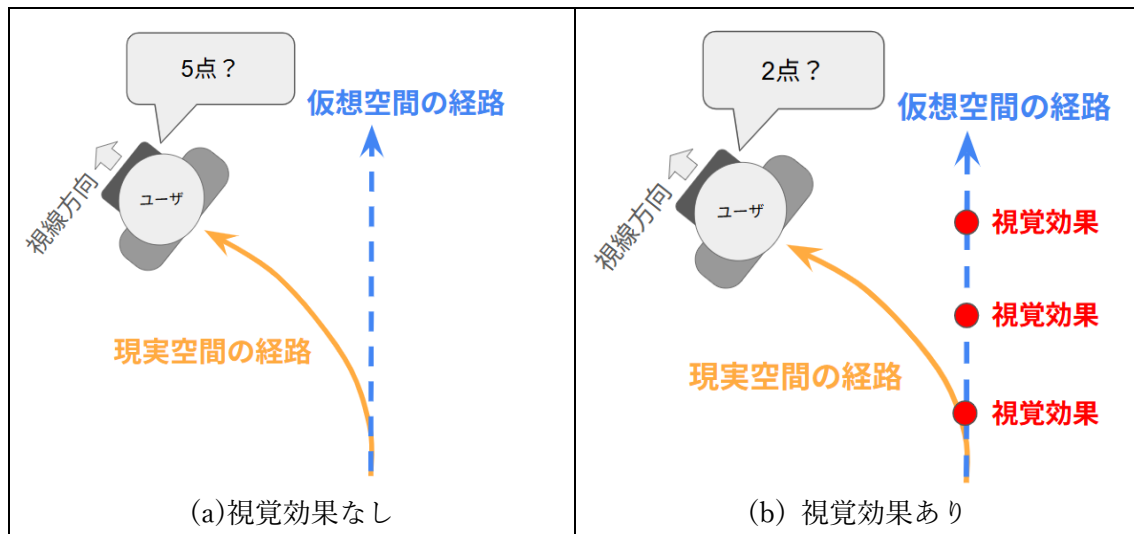 5点？
仮想空間の経路
視線方向
ユーザ
現実空間の経路
(a)視覚効果なし
2点？
仮想空間の経路
視線方向
ユーザ
視覚効果
視覚効果
現実空間の経路
視覚効果
(b) 視覚効果あり